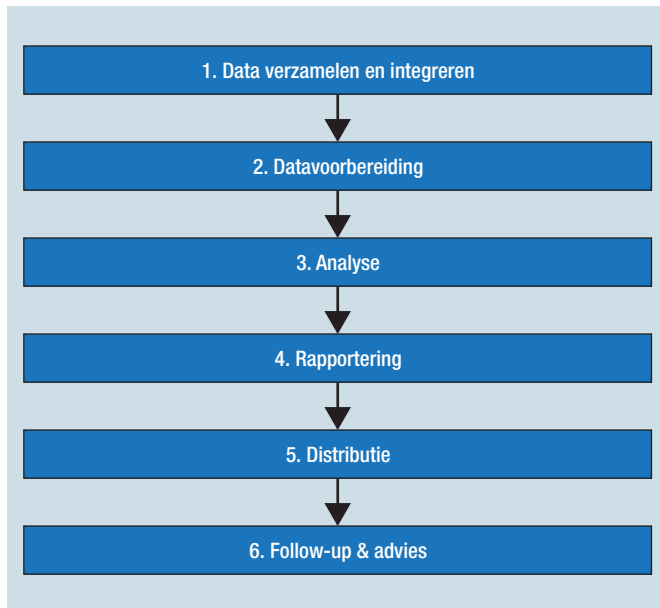 1. Data verzamelen en integreren
2. Datavoorbereiding
3. Analyse
4. Rapportering
5. Distributie
6. Follow-up & advies